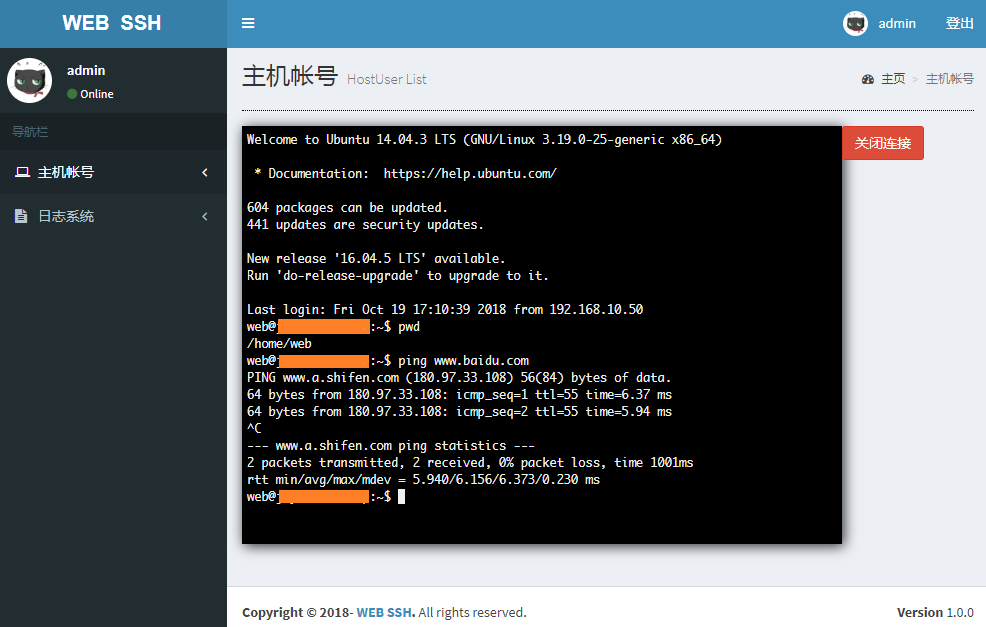 WEB SSH
admin
登出
admin
Online
导航栏
主机帐号
日志系统
主机帐号 HostUser List
主页 > 主机帐号
Welcome to Ubuntu 14.04.3 LTS (GNU/Linux 3.19.0-25-generic x86_64)
* Documentation: https://help.ubuntu.com/
604 packages can be updated.
441 updates are security updates.
New release '16.04.5 LTS' available.
Run 'do-release-upgrade' to upgrade to it.
Last login: Fri Oct 19 17:10:39 2018 from 192.168.10.50
web@ :~$ pwd
/home/web
web@ :~$ ping www.baidu.com
PING www.a.shifen.com (180.97.33.108) 56(84) bytes of data.
64 bytes from 180.97.33.108: icmp_seq=1 ttl=55 time=6.37 ms
64 bytes from 180.97.33.108: icmp_seq=2 ttl=55 time=5.94 ms
^C
--- www.a.shifen.com ping statistics ---
2 packets transmitted, 2 received, 0% packet loss, time 1001ms
rtt min/avg/max/mdev = 5.940/6.156/6.373/0.230 ms
web@ :~$
关闭连接
Copyright © 2018- WEB SSH. All rights reserved.
Version 1.0.0